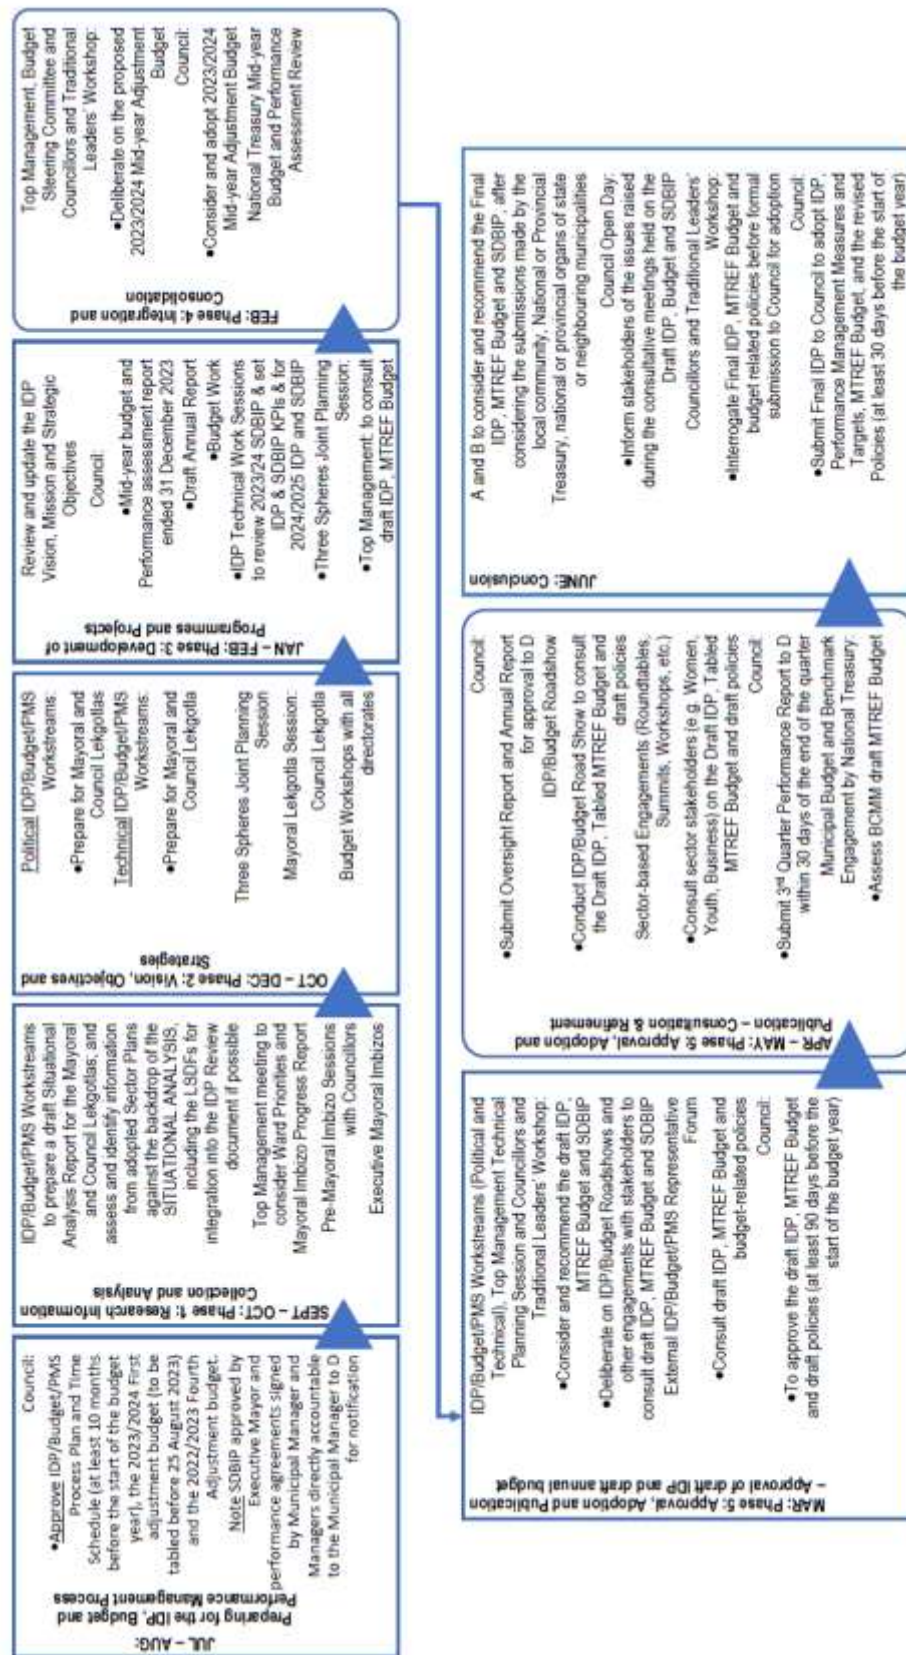 JUL – AUG:
Preparing for the IDP, Budget, and
Performance Management Process
Council:
•Approve IDP/Budget/PMS
Process Plan and Time
Schedule (at least 10 months
before the start of the budget
year), the 2023/2024 First
adjustment budget (to be
tabled before 25 August 2023)
and the 2022/2023 Fourth
Adjustment budget.
Note SDBIP approved by
Executive Mayor and
performance agreements signed
by Municipal Manager and
Managers directly accountable
to the Municipal Manager to D
for notification
SEPT – OCT: Phase 1: Research Information
Collection and Analysis
IDP/Budget/PMS Workstreams
to prepare a draft Situational
Analysis Report for the Mayoral
and Council Lekgotlas; and
assess and identify information
from adopted Sector Plans
against the backdrop of the
SITUATIONAL ANALYSIS,
including the LSDFs for
integration into the IDP Review
document if possible
Top Management meeting to
consider Ward Priorities and
Mayoral Imbizo Progress Report
Pre-Mayoral Imbizo Sessions
with Councillors
Executive Mayoral Imbizos
OCT – DEC: Phase 2: Vision, Objectives and
Strategies
Political IDP/Budget/PMS
Workstreams:
•Prepare for Mayoral and
Council Lekgotlas
Technical IDP/Budget/PMS
Workstreams:
•Prepare for Mayoral and
Council Lekgotla
Three Spheres Joint Planning
Session
Mayoral Lekgotla Session:
Council Lekgotla
Budget Workshops with all
directorates
JAN – FEB: Phase 3: Development of
Programmes and Projects
Review and update the IDP
Vision, Mission and Strategic
Objectives
Council:
•Mid-year budget and
Performance assessment report
ended 31 December 2023
•Draft Annual Report
•Budget Work
•IDP Technical Work Sessions
to review 2023/24 SDBIP & set
IDP & SDBIP KPIs & for
2024/2025 IDP and SDBIP
•Three Spheres Joint Planning
Session;
•Top Management: to consult
draft IDP, MTREF Budget
FEB: Phase 4: Integration and
Consolidation
Top Management, Budget
Steering Committee and
Councillors and Traditional
Leaders' Workshop:
•Deliberate on the proposed
2023/2024 Mid-year Adjustment
Budget
Council:
•Consider and adopt 2023/2024
Mid-year Adjustment Budget
National Treasury Mid-year
Budget and Performance
Assessment Review
MAR: Phase 5: Approval, Adoption and Publication
– Approval of draft IDP and draft annual budget
IDP/Budget/PMS Workstreams (Political and
Technical), Top Management Technical
Planning Session and Councillors and
Traditional Leaders' Workshop:
•Consider and recommend the draft IDP,
MTREF Budget and SDBIP
•Deliberate on IDP/Budget Roadshows and
other engagements with stakeholders to
consult draft IDP, MTREF Budget and SDBIP
External IDP/Budget/PMS Representative
Forum
•Consult draft IDP, MTREF Budget and
budget-related policies
Council:
•To approve the draft IDP, MTREF Budget
and draft policies (at least 90 days before the
start of the budget year)
APR – MAY: Phase 5: Approval, Adoption and
Publication – Consultation & Refinement
Council:
•Submit Oversight Report and Annual Report
for approval to D
IDP/Budget Roadshow
•Conduct IDP/Budget Road Show to consult
the Draft IDP, Tabled MTREF Budget and
draft policies
Sector-based Engagements (Roundtables,
Summits, Workshops, etc.)
•Consult sector stakeholders (e.g. Women,
Youth, Business) on the Draft IDP, Tabled
MTREF Budget and draft policies
Council:
•Submit 3rd Quarter Performance Report to D
within 30 days of the end of the quarter
Municipal Budget and Benchmark
Engagement by National Treasury:
•Assess BCMM draft MTREF Budget
JUNE: Conclusion
A and B to consider and recommend the Final
IDP, MTREF Budget and SDBIP, after
considering the submissions made by the
local community, National or Provincial
Treasury, national or provincial organs of state
or neighbouring municipalities
Council Open Day:
•Inform stakeholders of the issues raised
during the consultative meetings held on the
Draft IDP, Budget and SDBIP
Councillors and Traditional Leaders'
Workshop:
•Interrogate Final IDP, MTREF Budget and
budget related policies before formal
submission to Council for adoption
Council:
•Submit Final IDP to Council to adopt IDP,
Performance Management Measures and
Targets, MTREF Budget, and the revised
Policies (at least 30 days before the start of
the budget year)